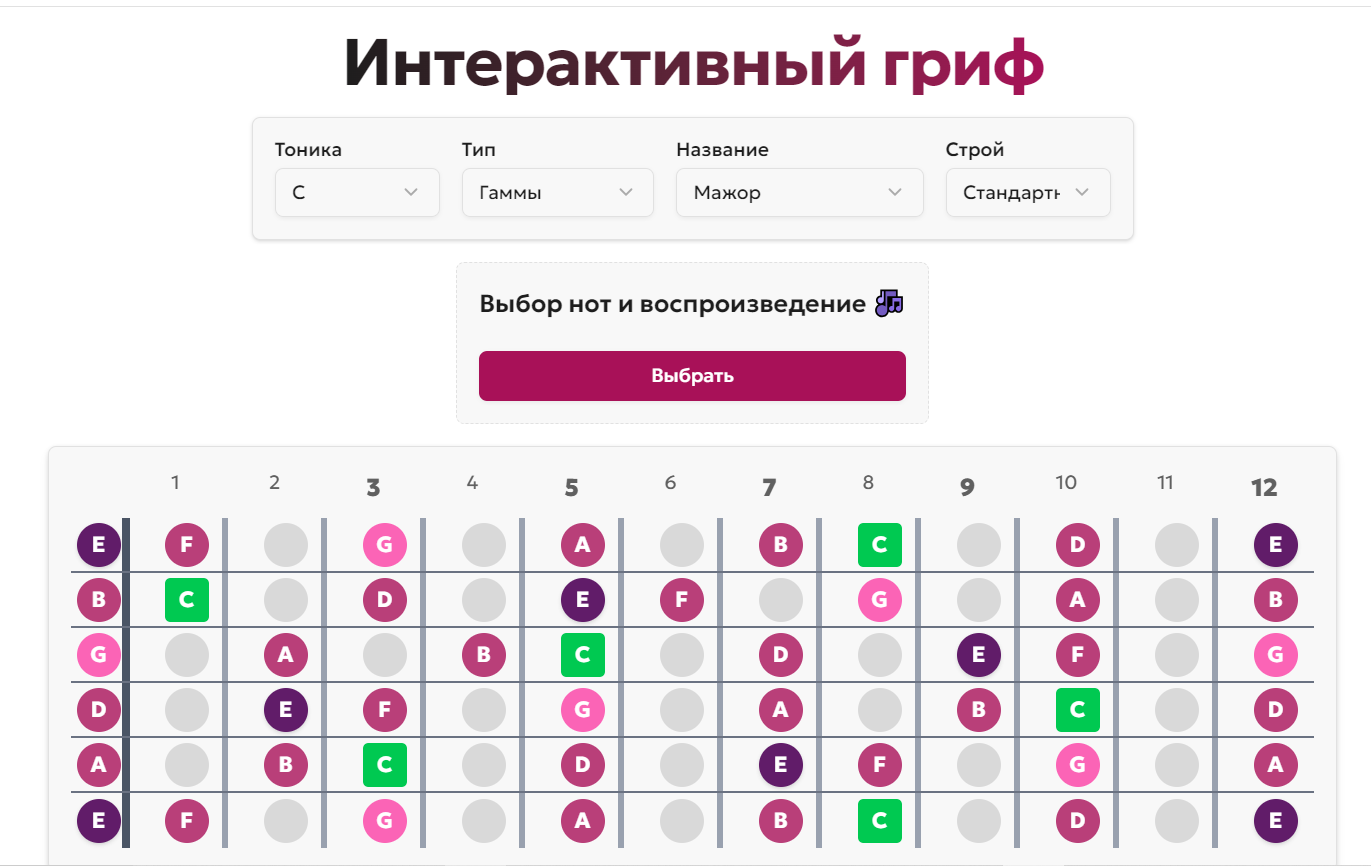 Интерактивный гриф
Тоника Тип Название Строй
C Гаммы Мажор Стандартн
Выбор нот и воспроизведение
Выбрать
1 2 3 4 5 6 7 8 9 10 11 12
E F G A B C D E
B C D E F G A B
G A B C D E F G
D E F G A B C D
A B C D E F G A
E F G A B C D E